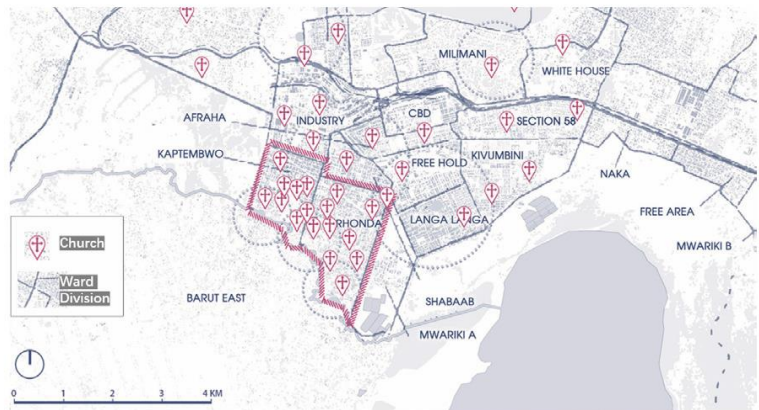 MILIMANI
WHITE HOUSE
AFRAHA
INDUSTRY
CBD
SECTION 58
KAPTEMBWO
FREE HOLD
KIVUMBINI
NAKA
FREE AREA
RHONDA
LANGA LANGA
MWARIKI B
Church
Ward
Division
BARUT EAST
SHABAAB
MWARIKI A
0 1 2 3 4 KM